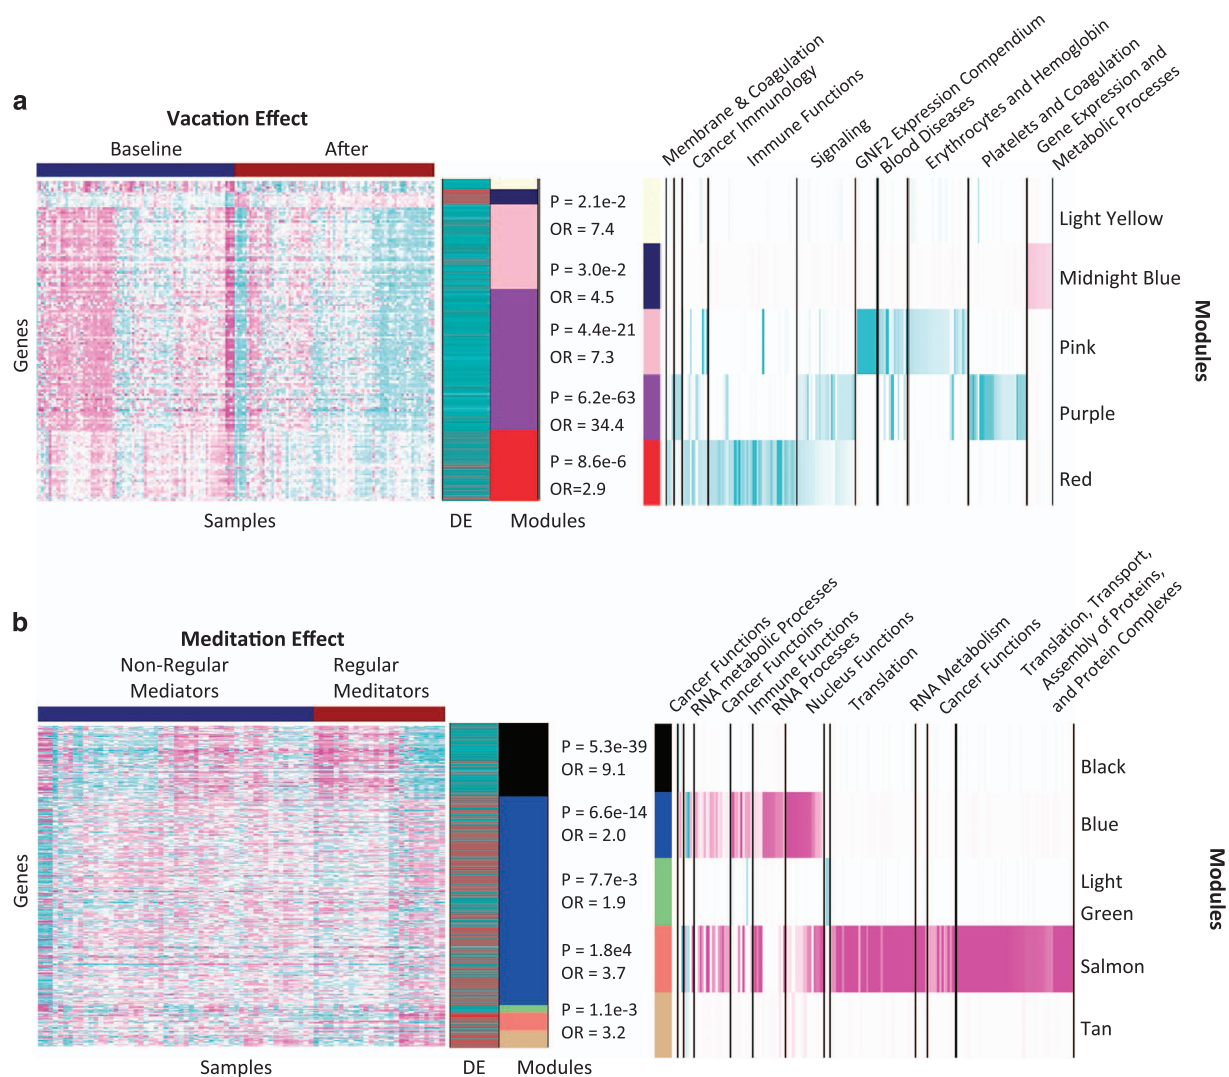 a
Vacation Effect
Baseline
After
Genes
Samples
DE
Modules
P = 2.1e-2
OR = 7.4
P = 3.0e-2
OR = 4.5
P = 4.4e-21
OR = 7.3
P = 6.2e-63
OR = 34.4
P = 8.6e-6
OR=2.9
Membrane & Coagulation
Cancer Immunology
Immune Functions
Signaling
GNF2 Expression Compendium
Blood Diseases
Erythrocytes and Hemoglobin
Platelets and Coagulation
Gene Expression and
Metabolic Processes
Light Yellow
Midnight Blue
Pink
Purple
Red
Modules
b
Meditation Effect
Non-Regular
Mediators
Regular
Meditators
Genes
Samples
DE
Modules
P = 5.3e-39
OR = 9.1
P = 6.6e-14
OR = 2.0
P = 7.7e-3
OR = 1.9
P = 1.8e4
OR = 3.7
P = 1.1e-3
OR = 3.2
Cancer Functions
RNA metabolic Processes
Cancer Functoins
Immune Functions
RNA Processes
Nucleus Functions
Translation
RNA Metabolism
Cancer Functions
Translation, Transport,
Assembly of Proteins,
and Protein Complexes
Black
Blue
Light
Green
Salmon
Tan
Modules